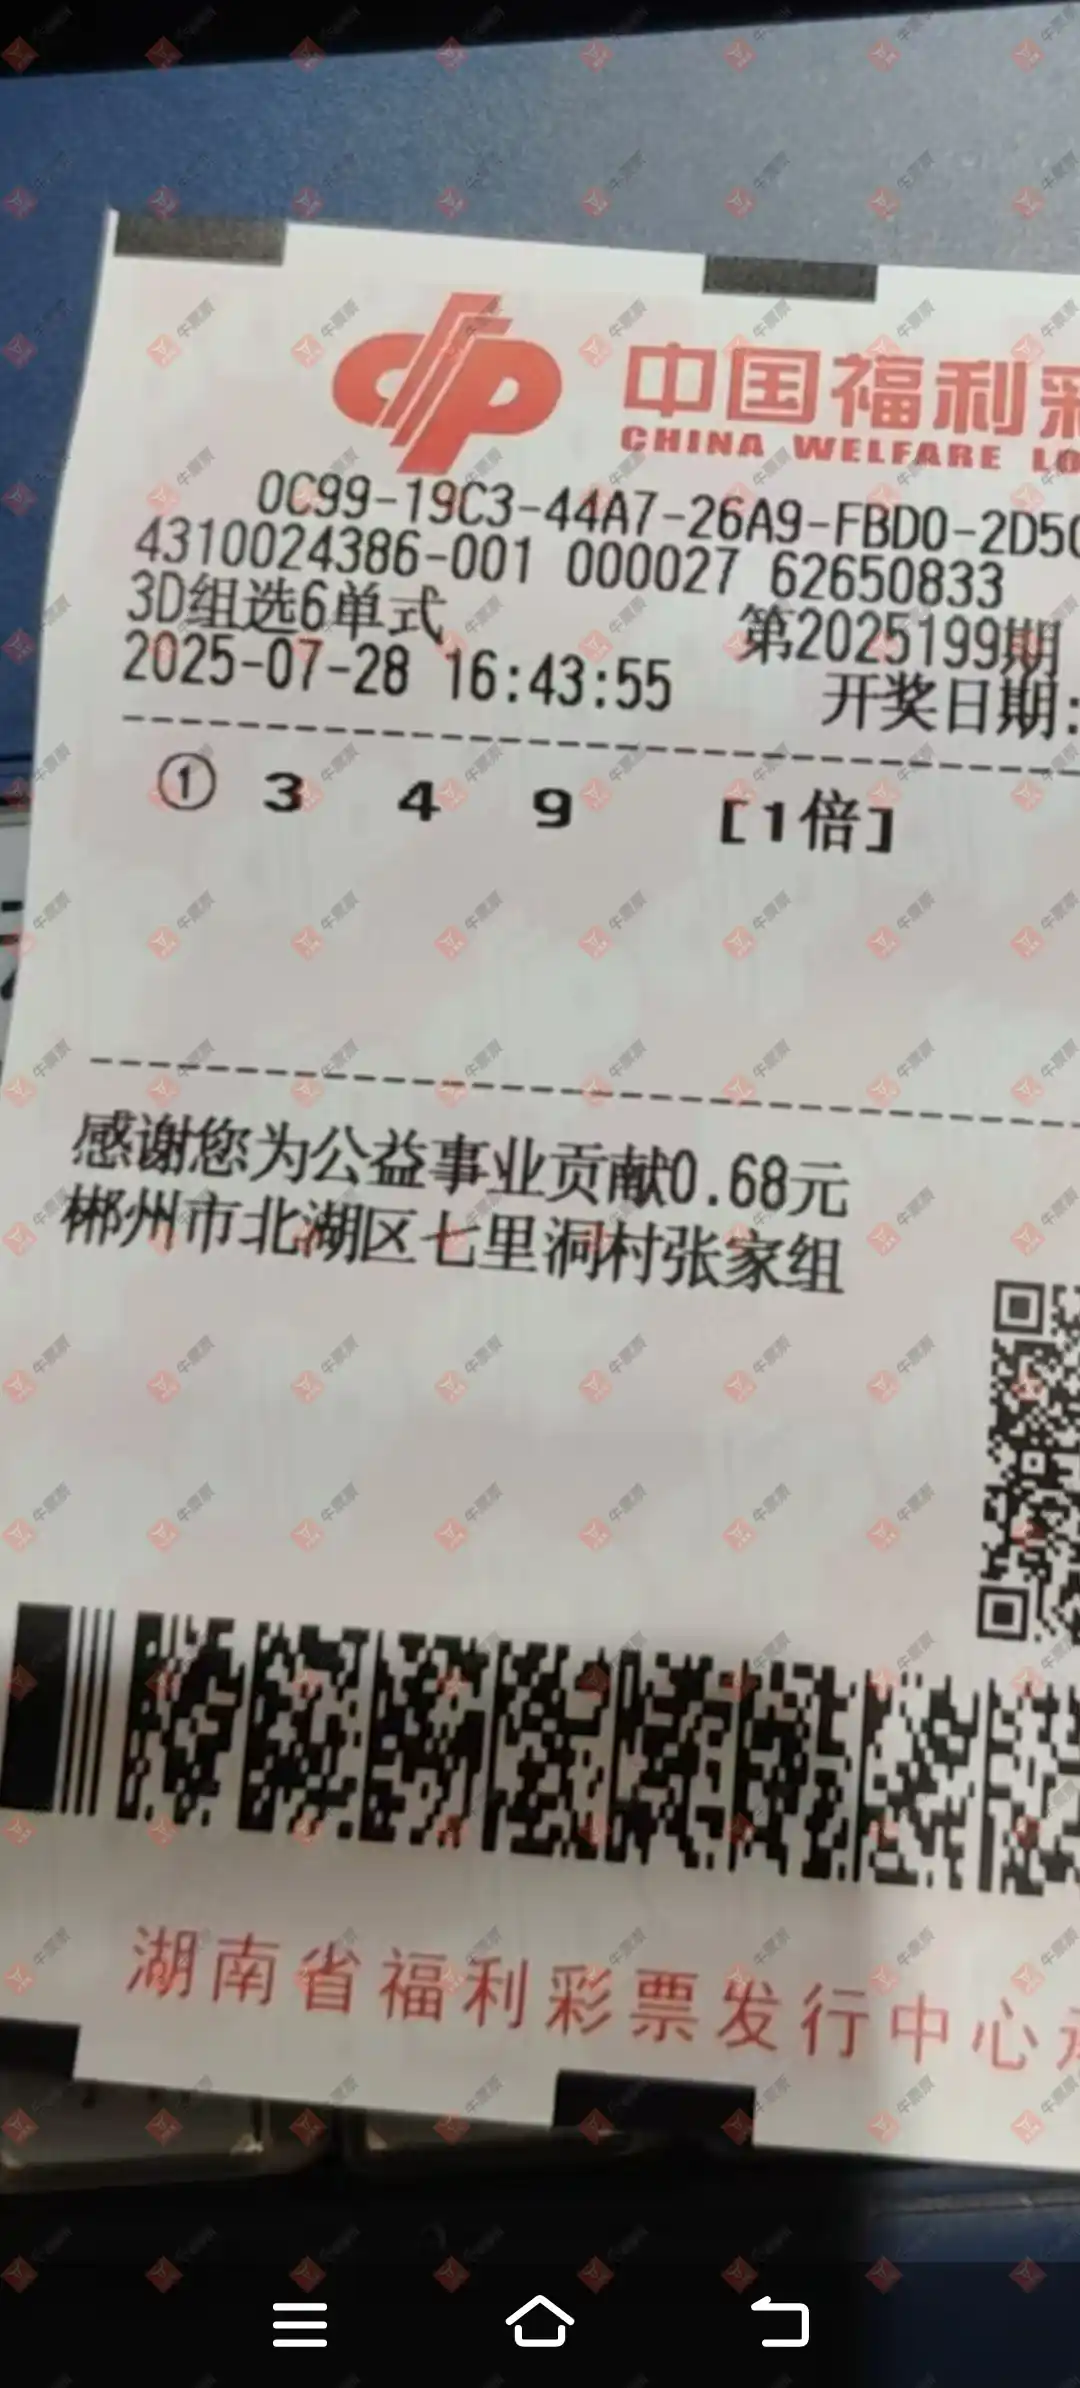 中国福利彩
CHINA WELFARE LO
0C99-19C3-44A7-26A9-FBD0-2D5
4310024386-001 000027 62650833
3D组选6单式 第2025199期
2025-07-28 16:43:55 开奖日期:
① 3 4 9 [1倍]
感谢您为公益事业贡献0.68元
郴州市北湖区七里洞村张家组
湖南省福利彩票发行中心
牛票票